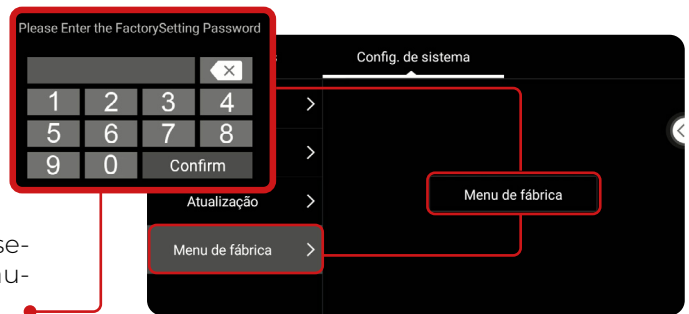 Please Enter the FactorySetting Password
1 2 3 4
5 6 7 8
9 0 Confirm
s Config. de sistema
Atualização
Menu de fábrica
Menu de fábrica
se-
u-